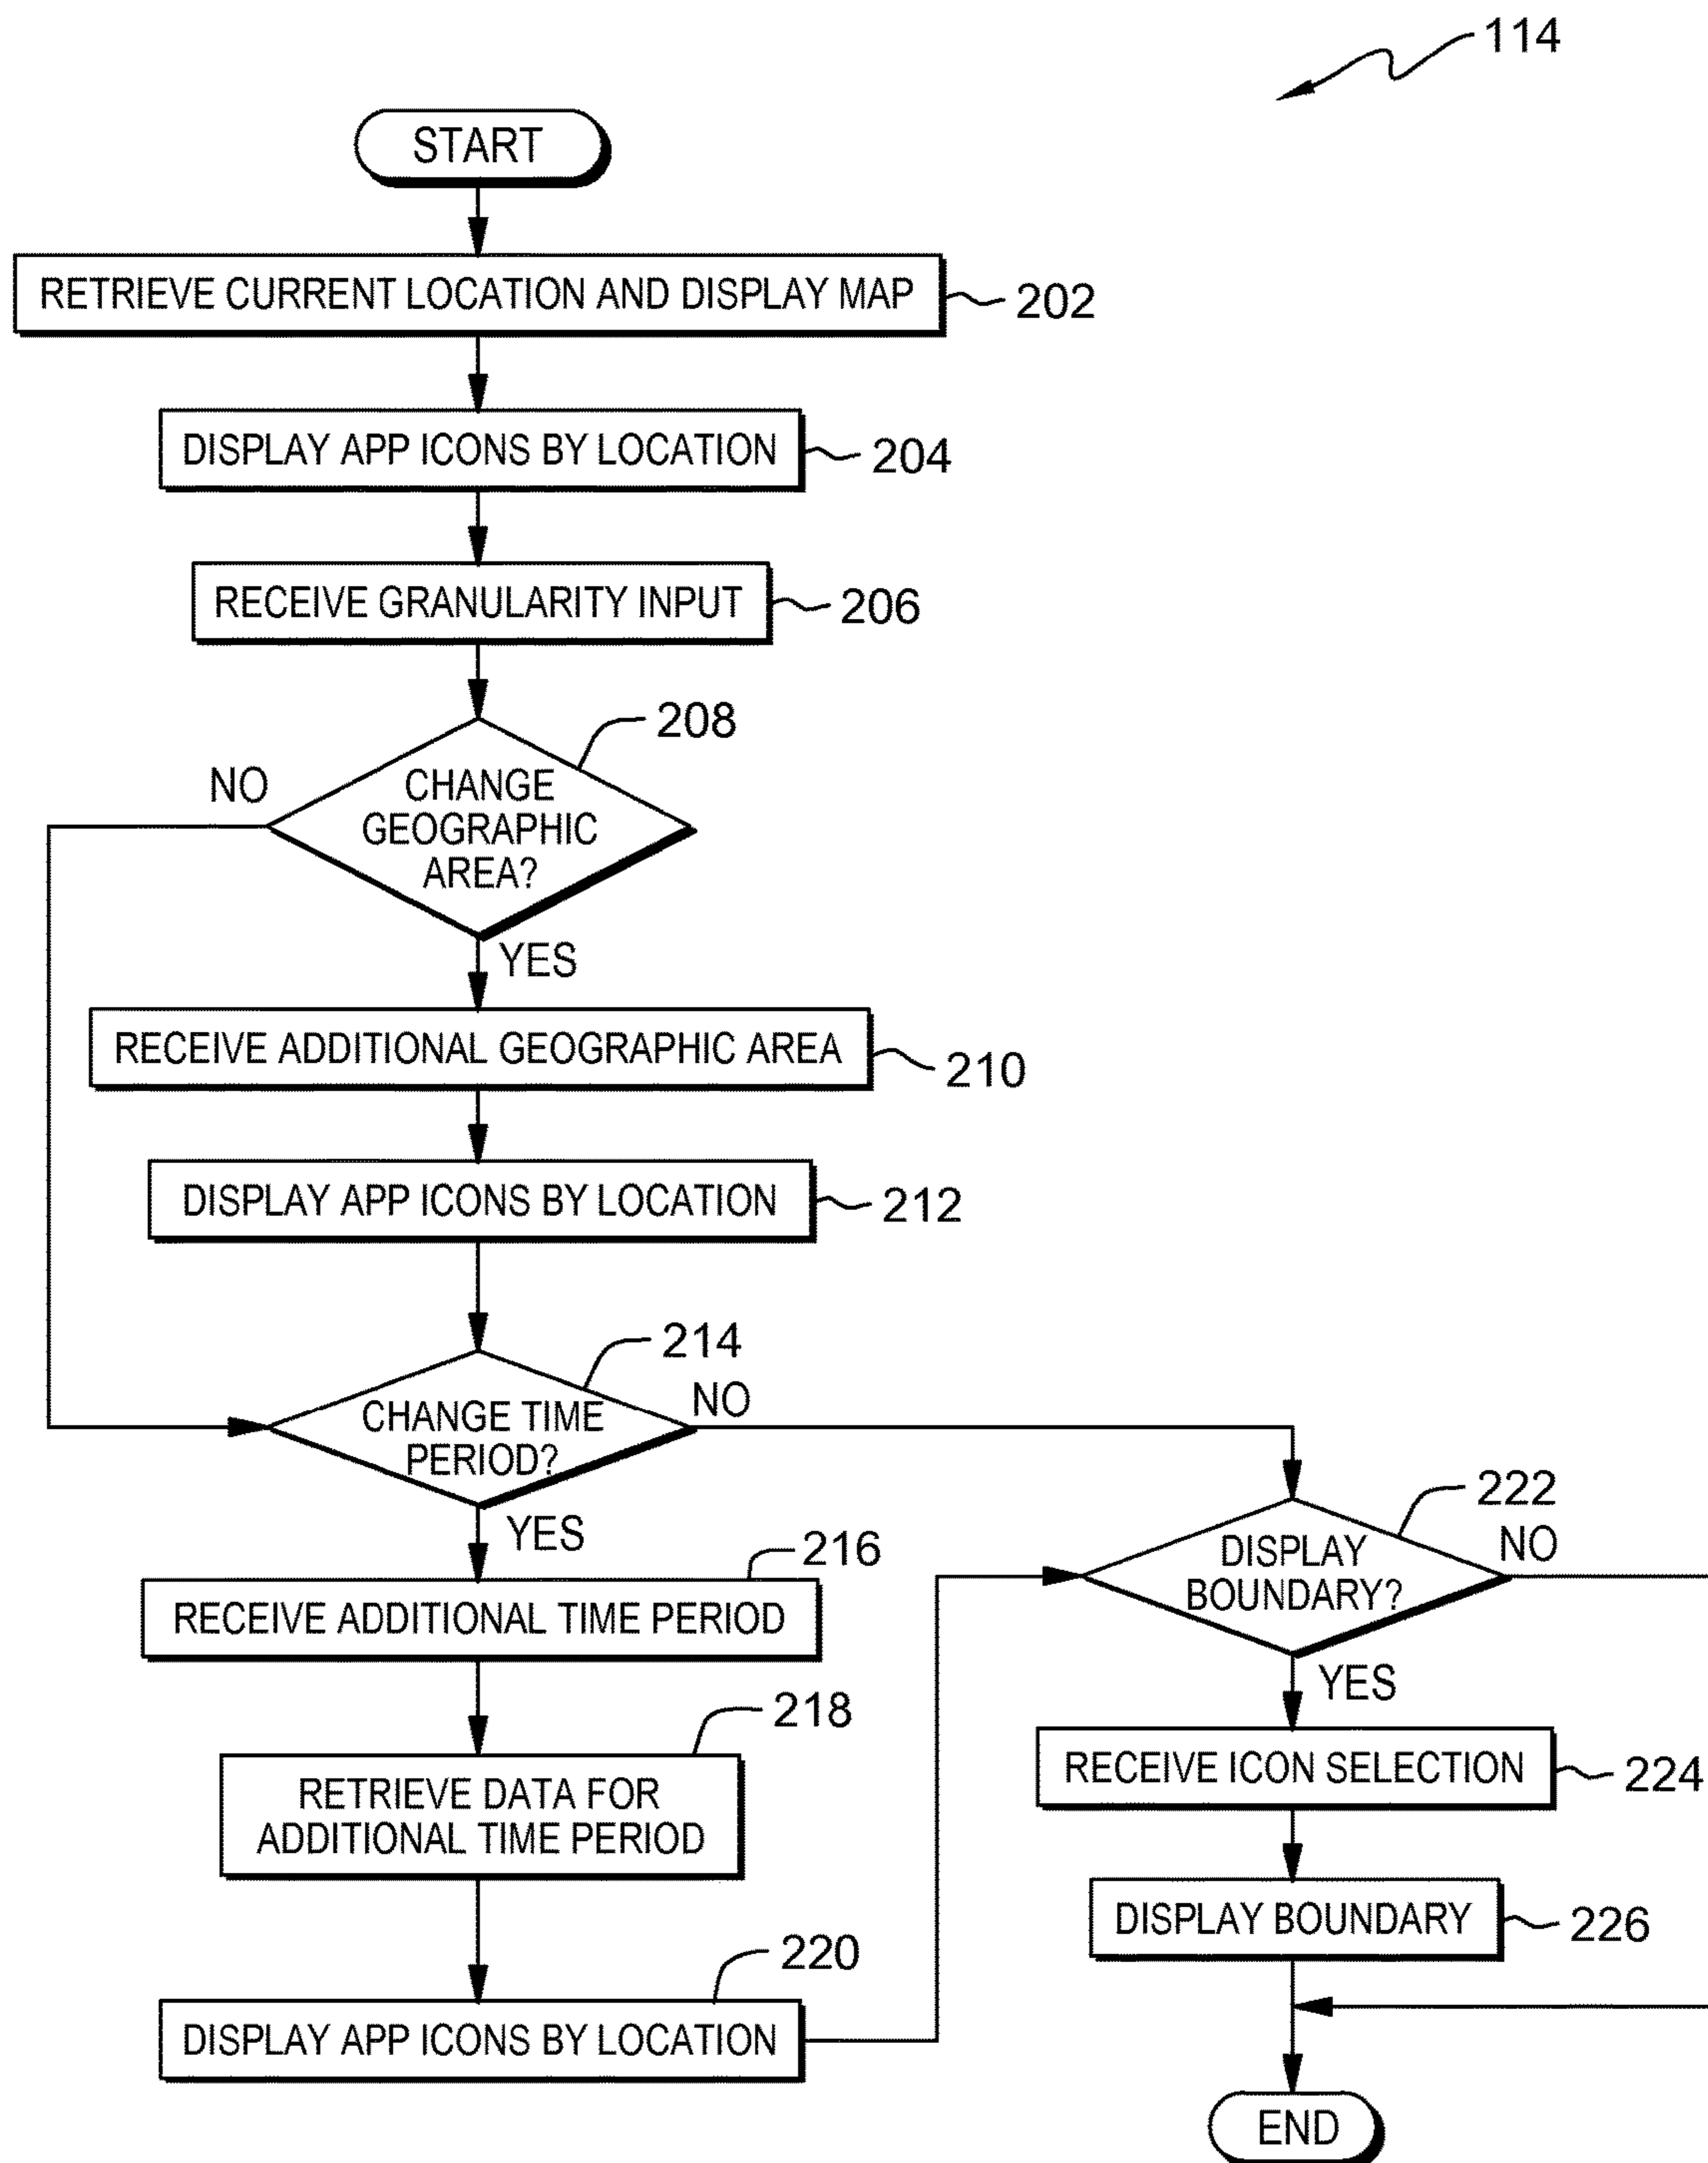 114
START
RETRIEVE CURRENT LOCATION AND DISPLAY MAP
202
DISPLAY APP ICONS BY LOCATION
204
RECEIVE GRANULARITY INPUT
206
208
NO
CHANGE
GEOGRAPHIC
AREA?
YES
RECEIVE ADDITIONAL GEOGRAPHIC AREA
210
DISPLAY APP ICONS BY LOCATION
212
214
CHANGE TIME
PERIOD?
NO
YES
216
RECEIVE ADDITIONAL TIME PERIOD
218
RETRIEVE DATA FOR
ADDITIONAL TIME PERIOD
220
DISPLAY APP ICONS BY LOCATION
222
DISPLAY
BOUNDARY?
NO
YES
RECEIVE ICON SELECTION
224
DISPLAY BOUNDARY
226
END